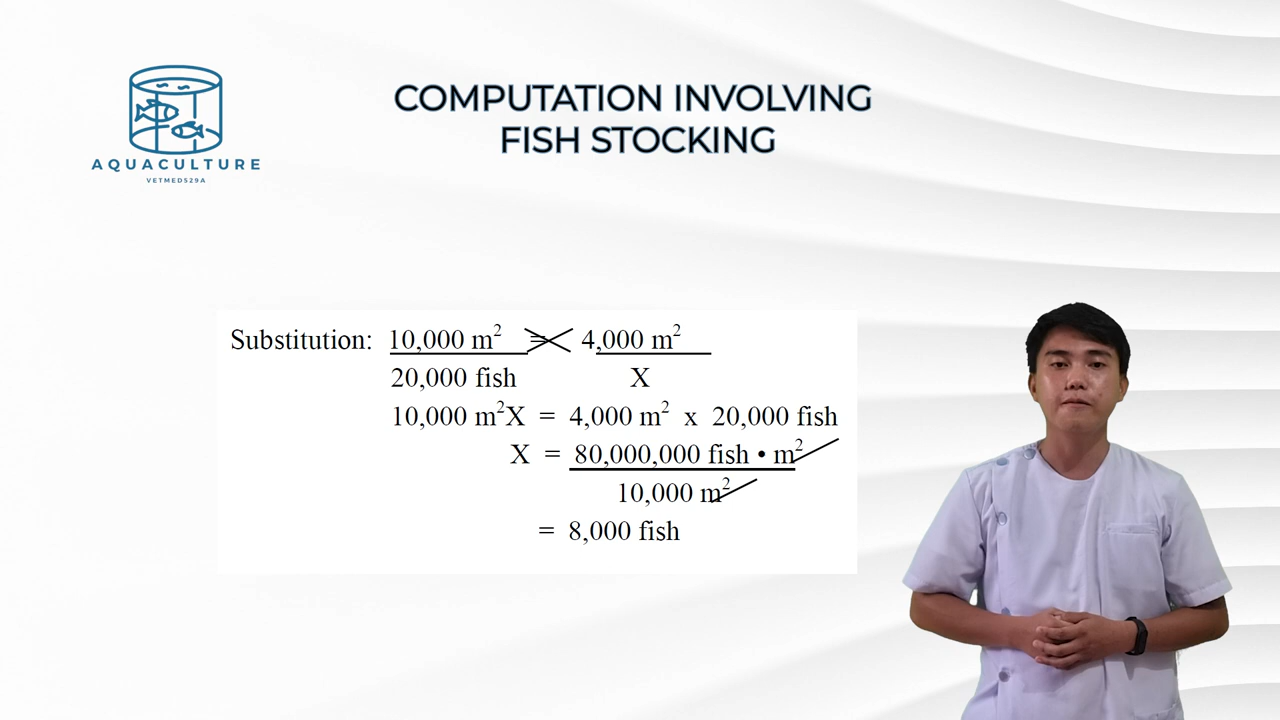 AQUACULTURE
VETMEDS29A
COMPUTATION INVOLVING
FISH STOCKING
Substitution: 10,000 m² = 4,000 m²
20,000 fish X
10,000 m²X = 4,000 m² x 20,000 fish
X = 80,000,000 fish • m²
10,000 m²
= 8,000 fish